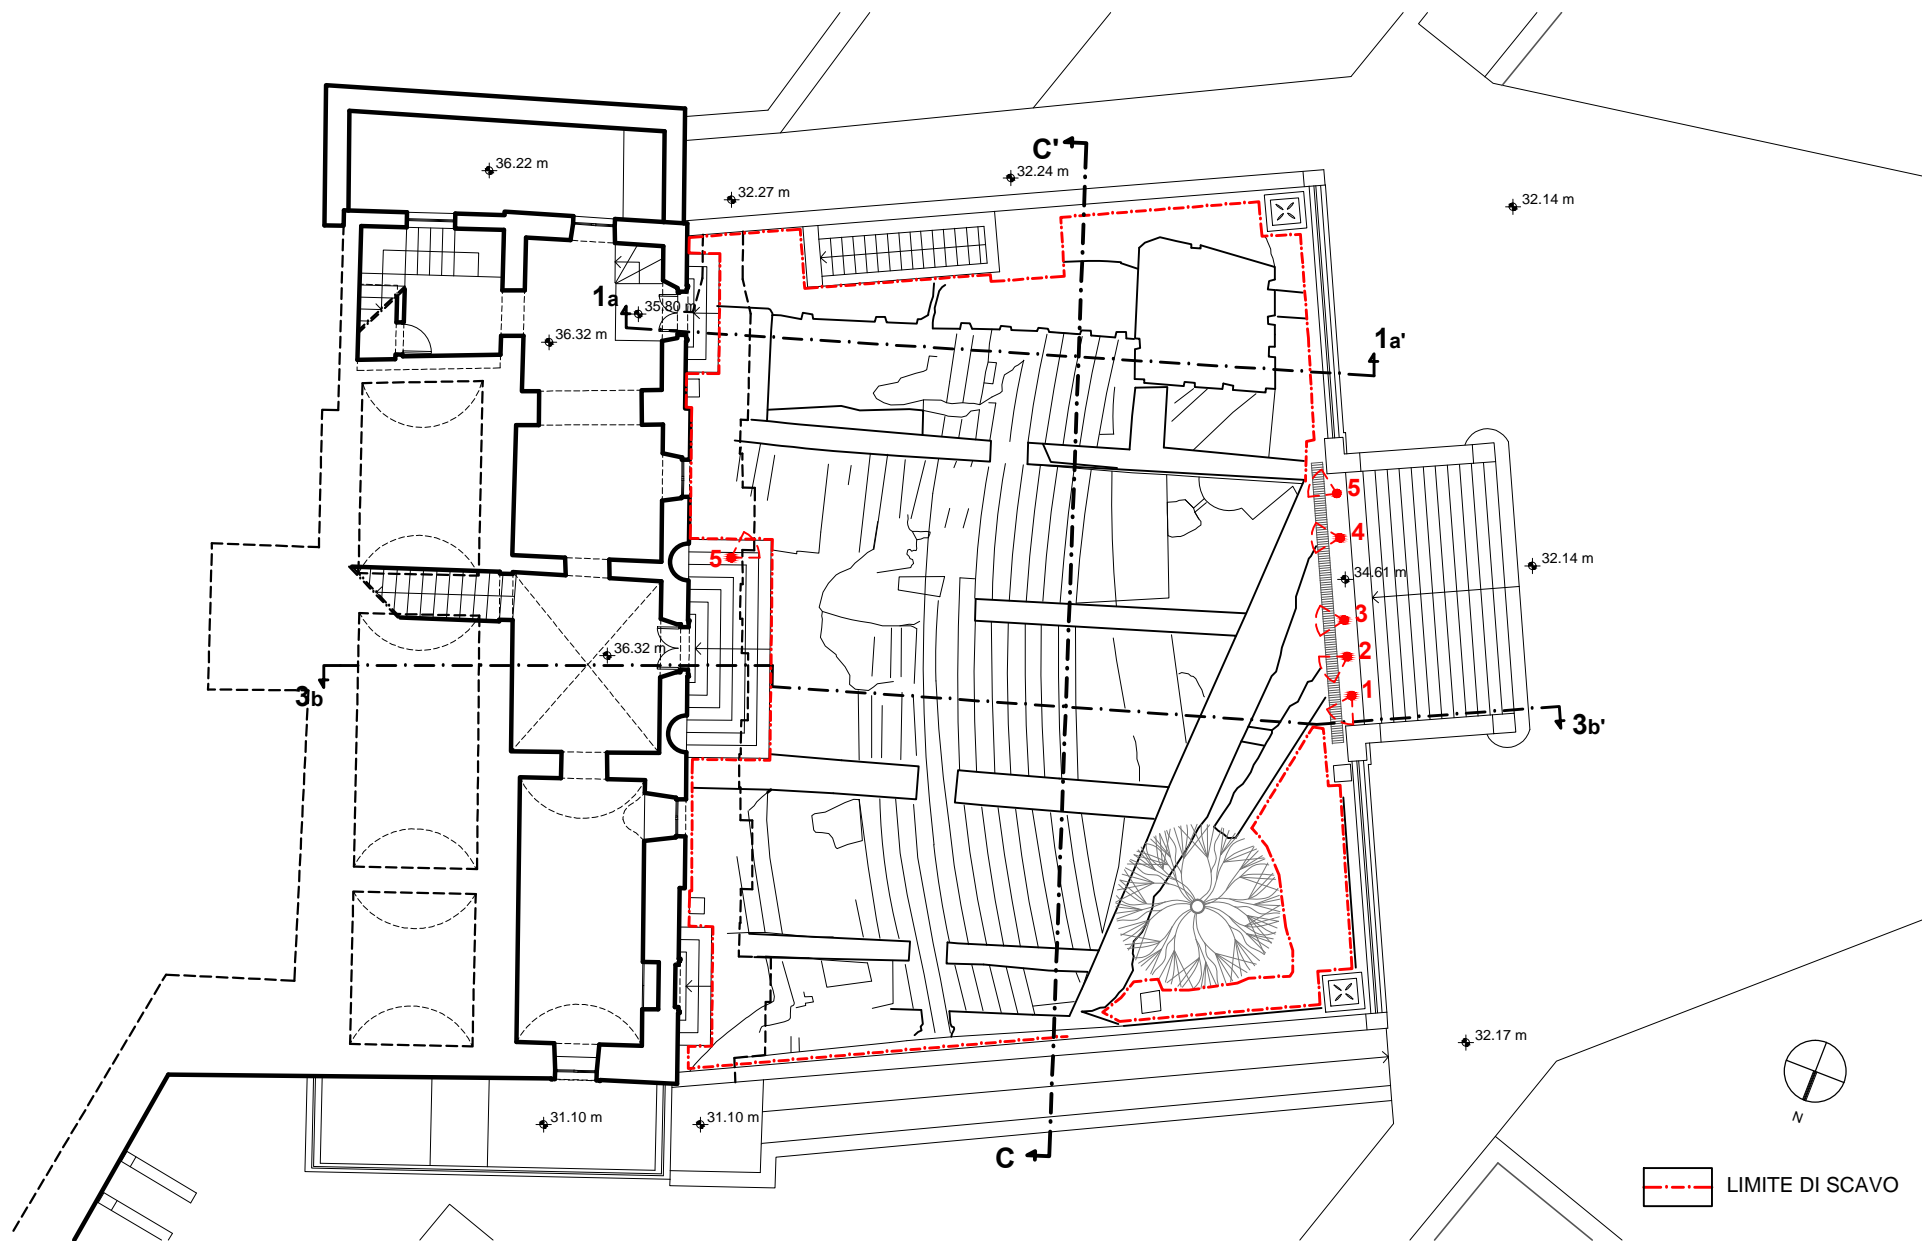 C'
36.22 m
32.24 m
32.27 m
32.14 m
1a
35.80 m
36.32 m
1a'
5
4
5
32.14 m
34.61 m
3
36.32 m
2
1
3b
3b'
32.17 m
31.10 m
31.10 m
N
C
LIMITE DI SCAVO